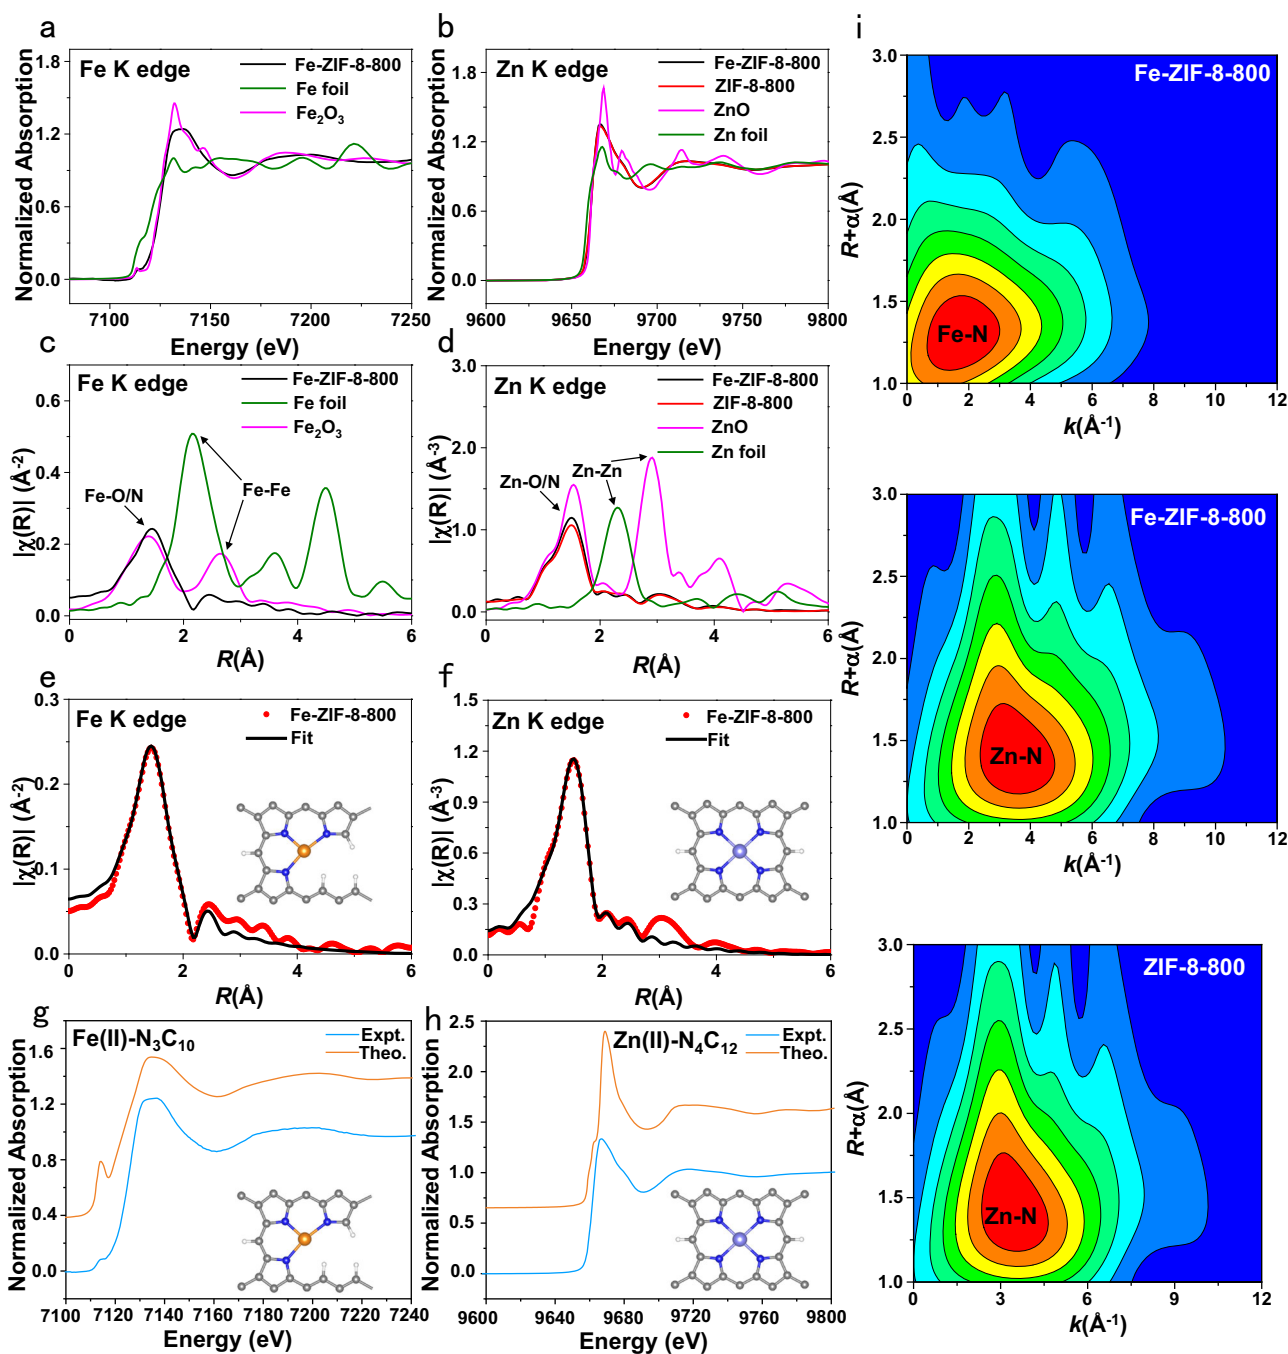 a
Fe K edge
Fe-ZIF-8-800
Fe foil
Fe₂O₃
Normalized Absorption
1.8
1.2
0.6
0.0
7100 7150 7200 7250
Energy (eV)
b
Zn K edge
Fe-ZIF-8-800
ZIF-8-800
ZnO
Zn foil
Normalized Absorption
1.8
1.2
0.6
0.0
9600 9650 9700 9750 9800
Energy (eV)
c
Fe K edge
Fe-ZIF-8-800
Fe foil
Fe₂O₃
Fe-O/N
Fe-Fe
|χ(R)| (Å⁻²)
0.6
0.4
0.2
0.0
0 2 4 6
R(Å)
d
Zn K edge
Fe-ZIF-8-800
ZIF-8-800
ZnO
Zn foil
Zn-O/N
Zn-Zn
|χ(R)| (Å⁻³)
3.0
2.0
1.0
0.0
0 2 4 6
R(Å)
e
Fe K edge
Fe-ZIF-8-800
Fit
|χ(R)| (Å⁻²)
0.3
0.2
0.1
0.0
0 2 4 6
R(Å)
f
Zn K edge
Fe-ZIF-8-800
Fit
|χ(R)| (Å⁻³)
1.5
1.2
0.9
0.6
0.3
0.0
0 2 4 6
R(Å)
g
Fe(II)-N₃C₁₀
Expt.
Theo.
Normalized Absorption
1.6
1.2
0.8
0.4
0.0
7100 7120 7140 7160 7180 7200 7220 7240
Energy (eV)
h
Zn(II)-N₄C₁₂
Expt.
Theo.
Normalized Absorption
2.5
2.0
1.5
1.0
0.5
0.0
9600 9640 9680 9720 9760 9800
Energy (eV)
i
Fe-ZIF-8-800
Fe-N
R+α(Å)
3.0
2.5
2.0
1.5
1.0
0 2 4 6 8 10 12
k(Å⁻¹)
Fe-ZIF-8-800
Zn-N
R+α(Å)
3.0
2.5
2.0
1.5
1.0
0 2 4 6 8 10 12
k(Å⁻¹)
ZIF-8-800
Zn-N
R+α(Å)
3.0
2.5
2.0
1.5
1.0
0 3 6 9 12
k(Å⁻¹)